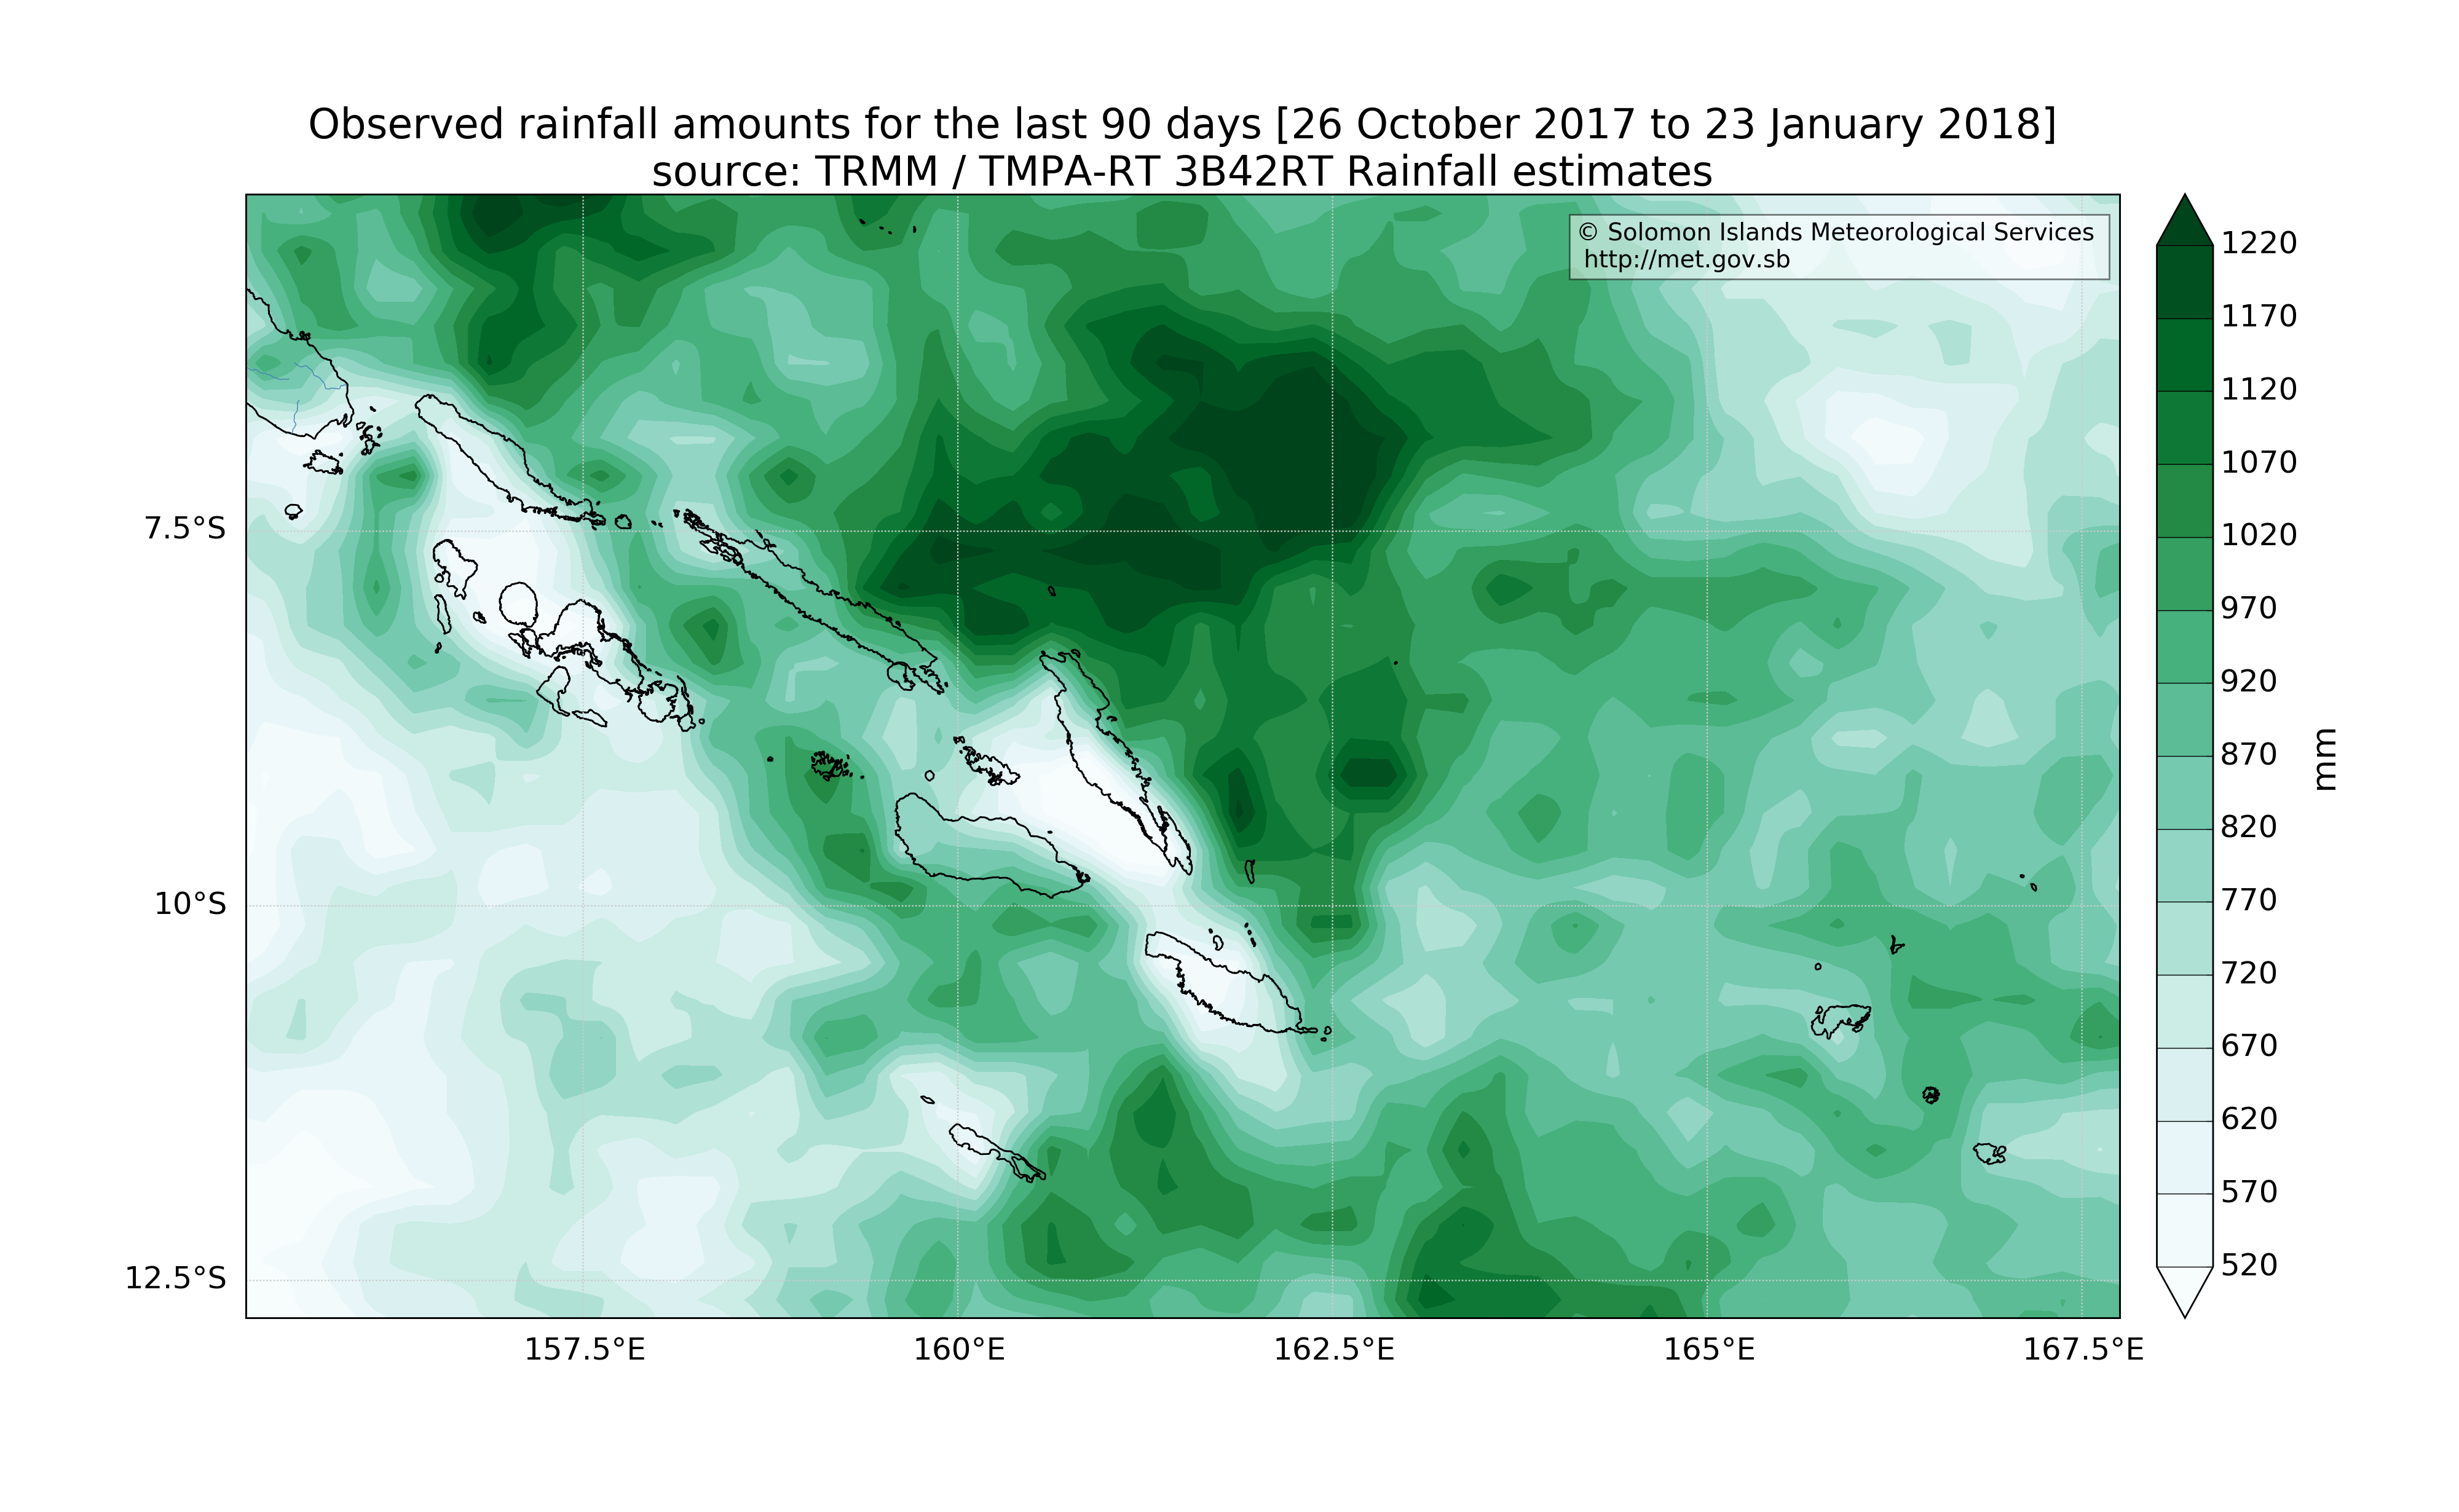 Observed rainfall amounts for the last 90 days [26 October 2017 to 23 January 2018]
source: TRMM / TMPA-RT 3B42RT Rainfall estimates
© Solomon Islands Meteorological Services
http://met.gov.sb
7.5°S
10°S
12.5°S
157.5°E
160°E
162.5°E
165°E
167.5°E
1220
1170
1120
1070
1020
970
920
870
820
770
720
670
620
570
520
mm